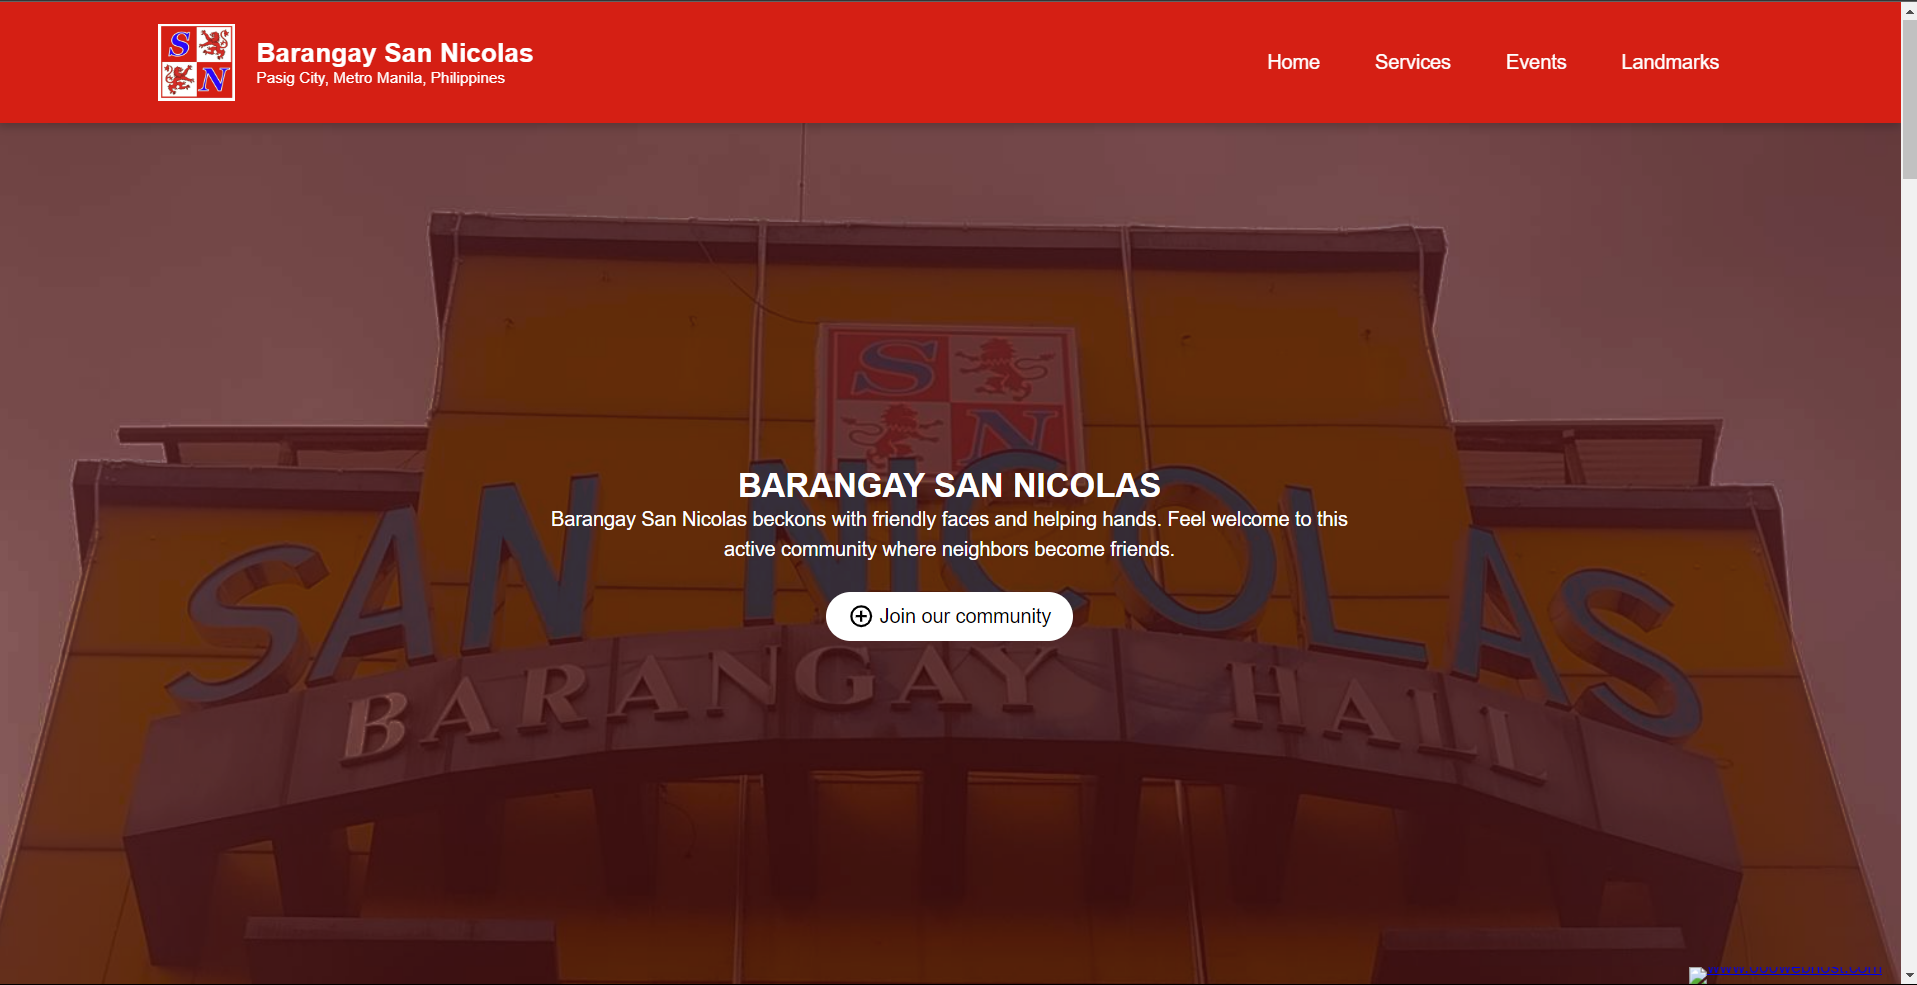 S
N
Barangay San Nicolas
Pasig City, Metro Manila, Philippines
Home
Services
Events
Landmarks
S
N
SAN NICOLAS
BARANGAY HALL
BARANGAY SAN NICOLAS
Barangay San Nicolas beckons with friendly faces and helping hands. Feel welcome to this
active community where neighbors become friends.
Join our community